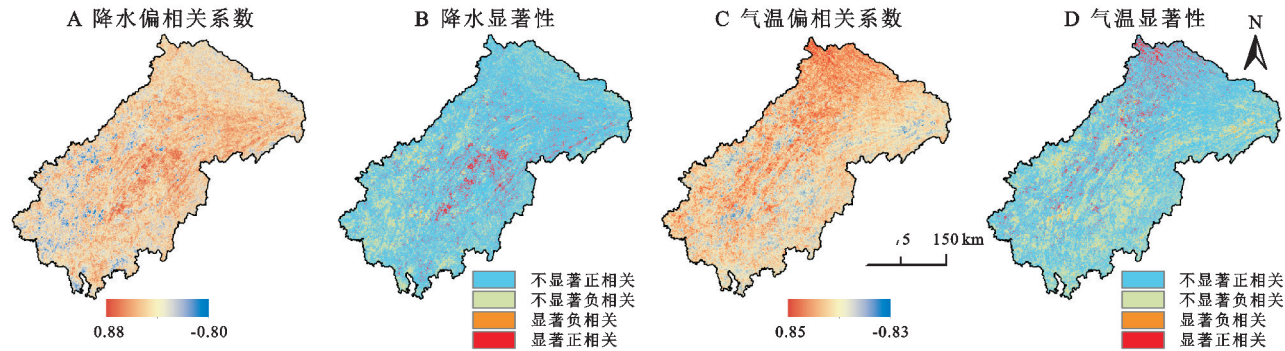 A 降水偏相关系数
B 降水显著性
C 气温偏相关系数
D 气温显著性
N
0.88
-0.80
不显著正相关
不显著负相关
显著负相关
显著正相关
5
150 km
0.85
-0.83
不显著正相关
不显著负相关
显著负相关
显著正相关